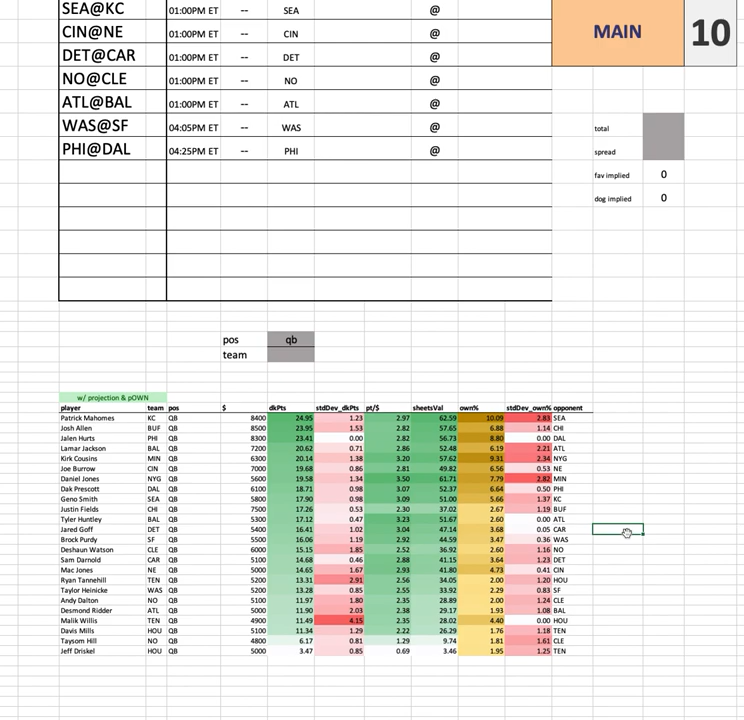 SEA@KC 01:00PM ET -- SEA @
CIN@NE 01:00PM ET -- CIN @ MAIN 10
DET@CAR 01:00PM ET -- DET @
NO@CLE 01:00PM ET -- NO @
ATL@BAL 01:00PM ET -- ATL @
WAS@SF 04:05PM ET -- WAS @ total
PHI@DAL 04:25PM ET -- PHI @ spread
fav implied 0
dog implied 0
pos qb
team
w/ projection & pOWN
player team pos $ dkPts stdDev_dkPts pt/$ sheetsVal own% stdDev_own% opponent
Patrick Mahomes KC QB 8400 24.95 1.23 2.97 62.59 10.09 2.83 SEA
Josh Allen BUF QB 8500 23.95 1.53 2.82 57.65 6.88 1.14 CHI
Jalen Hurts PHI QB 8300 23.41 0.00 2.82 56.73 8.80 0.00 DAL
Lamar Jackson BAL QB 7200 20.62 0.71 2.86 52.48 6.19 2.21 ATL
Kirk Cousins MIN QB 6300 20.14 1.38 3.20 57.62 9.31 2.34 NYG
Joe Burrow CIN QB 7000 19.68 0.86 2.81 49.82 6.56 0.53 NE
Daniel Jones NYG QB 5600 19.58 1.34 3.50 61.71 7.79 2.82 MIN
Dak Prescott DAL QB 6100 18.71 0.98 3.07 52.37 6.64 0.50 PHI
Geno Smith SEA QB 5800 17.90 0.98 3.09 51.00 5.66 1.37 KC
Justin Fields CHI QB 7500 17.26 0.53 2.30 37.02 2.67 1.19 BUF
Tyler Huntley BAL QB 5300 17.12 0.47 3.23 51.67 2.60 0.00 ATL
Jared Goff DET QB 5400 16.41 1.02 3.04 47.14 3.68 0.05 CAR
Brock Purdy SF QB 5500 16.06 1.19 2.92 44.59 3.47 0.36 WAS
Deshaun Watson CLE QB 6000 15.15 1.85 2.52 36.92 2.60 1.16 NO
Sam Darnold CAR QB 5100 14.68 0.46 2.88 41.15 3.64 1.23 DET
Mac Jones NE QB 5000 14.65 1.67 2.93 41.80 4.73 0.41 CIN
Ryan Tannehill TEN QB 5200 13.31 2.91 2.56 34.05 2.00 1.20 HOU
Taylor Heinicke WAS QB 5200 13.28 0.85 2.55 33.92 2.29 0.83 SF
Andy Dalton NO QB 5100 11.97 1.80 2.35 28.89 2.00 1.24 CLE
Desmond Ridder ATL QB 5000 11.90 2.03 2.38 29.17 1.93 1.08 BAL
Malik Willis TEN QB 4900 11.49 4.15 2.35 28.02 4.40 0.00 HOU
Davis Mills HOU QB 5100 11.34 1.29 2.22 26.29 1.76 1.18 TEN
Taysom Hill NO QB 4800 6.17 0.81 1.29 9.74 1.81 1.61 CLE
Jeff Driskel HOU QB 5000 3.47 0.85 0.69 3.46 1.95 1.25 TEN